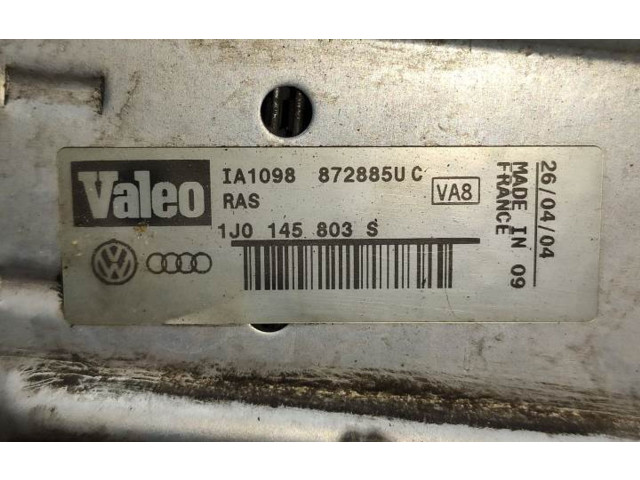 Valeo
IA1098 872885U C
RAS
VA8
1J0 145 803 S
26/04/04
MADE IN 09
FRANCE